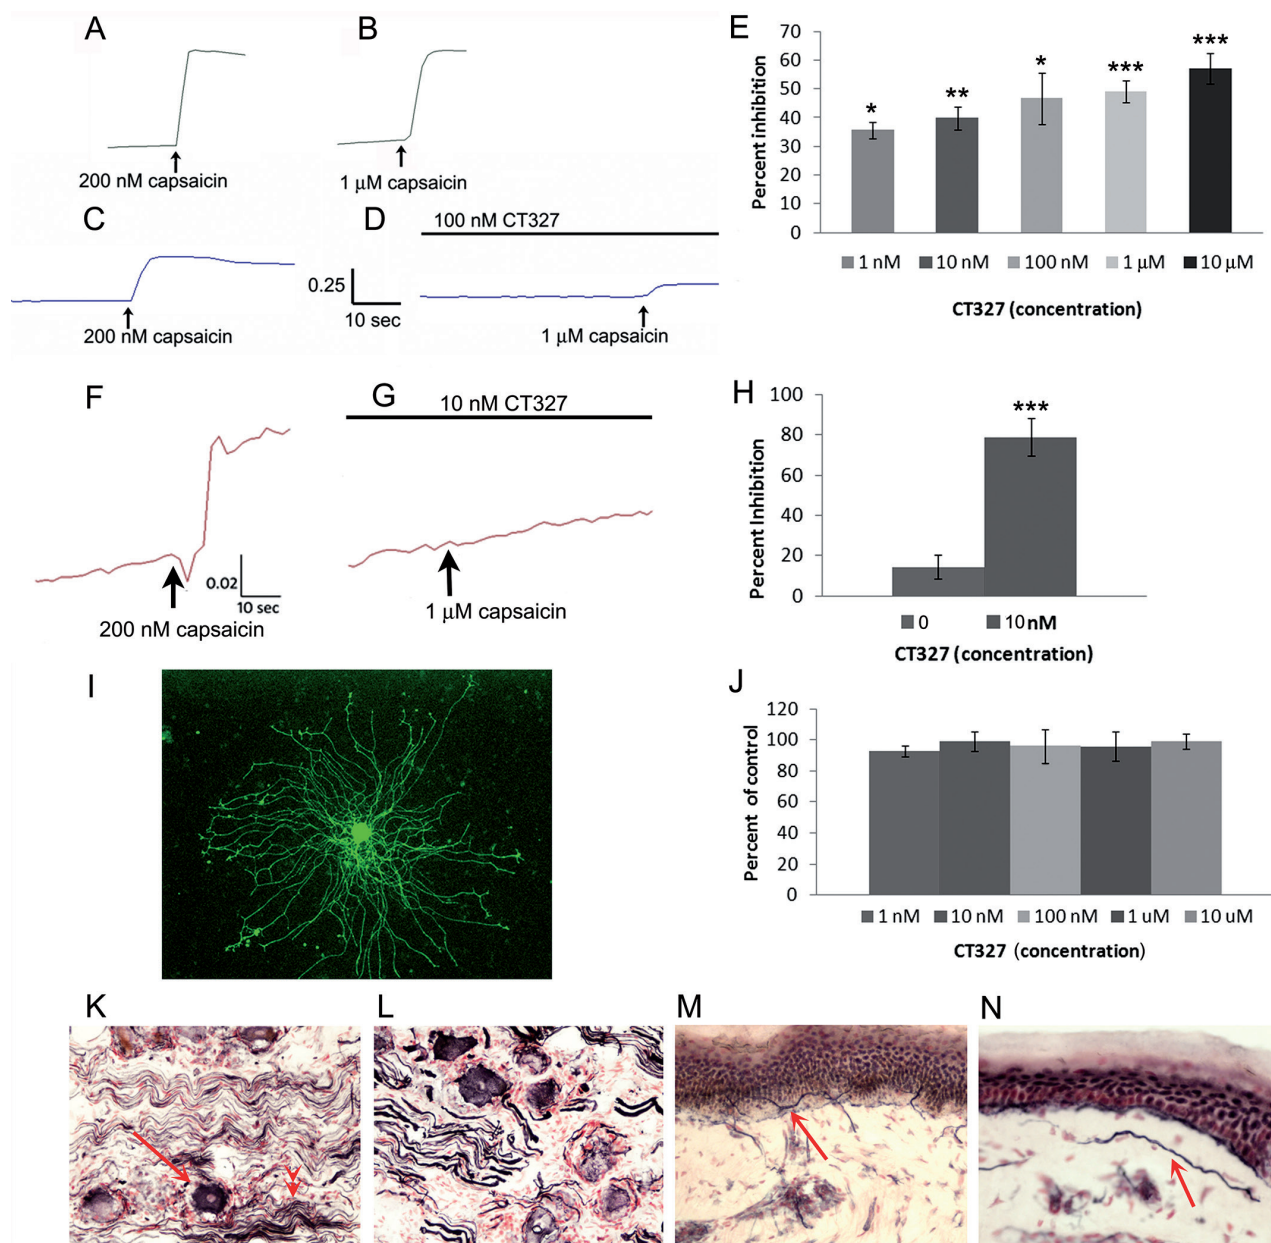 A
200 nM capsaicin
B
1 µM capsaicin
C
200 nM capsaicin
D
100 nM CT327
0.25
10 sec
1 µM capsaicin
E
Percent inhibition
70
60
50
40
30
20
10
0
*
**
*
***
***
1 nM 10 nM 100 nM 1 µM 10 µM
CT327 (concentration)
F
0.02
10 sec
200 nM capsaicin
G
10 nM CT327
1 µM capsaicin
H
Percent Inhibition
100
80
60
40
20
0
***
0 10 nM
CT327 (concentration)
I
J
Percent of control
120
100
80
60
40
20
0
1 nM 10 nM 100 nM 1 uM 10 uM
CT327 (concentration)
K
L
M
N